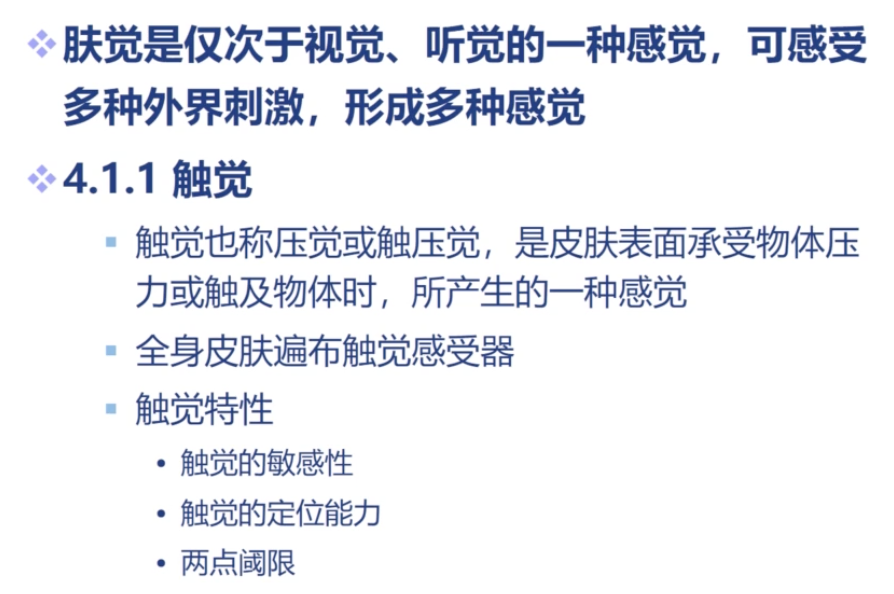 肤觉是仅次于视觉、听觉的一种感觉，可感受
多种外界刺激，形成多种感觉
4.1.1 触觉
触觉也称压觉或触压觉，是皮肤表面承受物体压
力或触及物体时，所产生的一种感觉
全身皮肤遍布触觉感受器
触觉特性
• 触觉的敏感性
• 触觉的定位能力
• 两点阈限